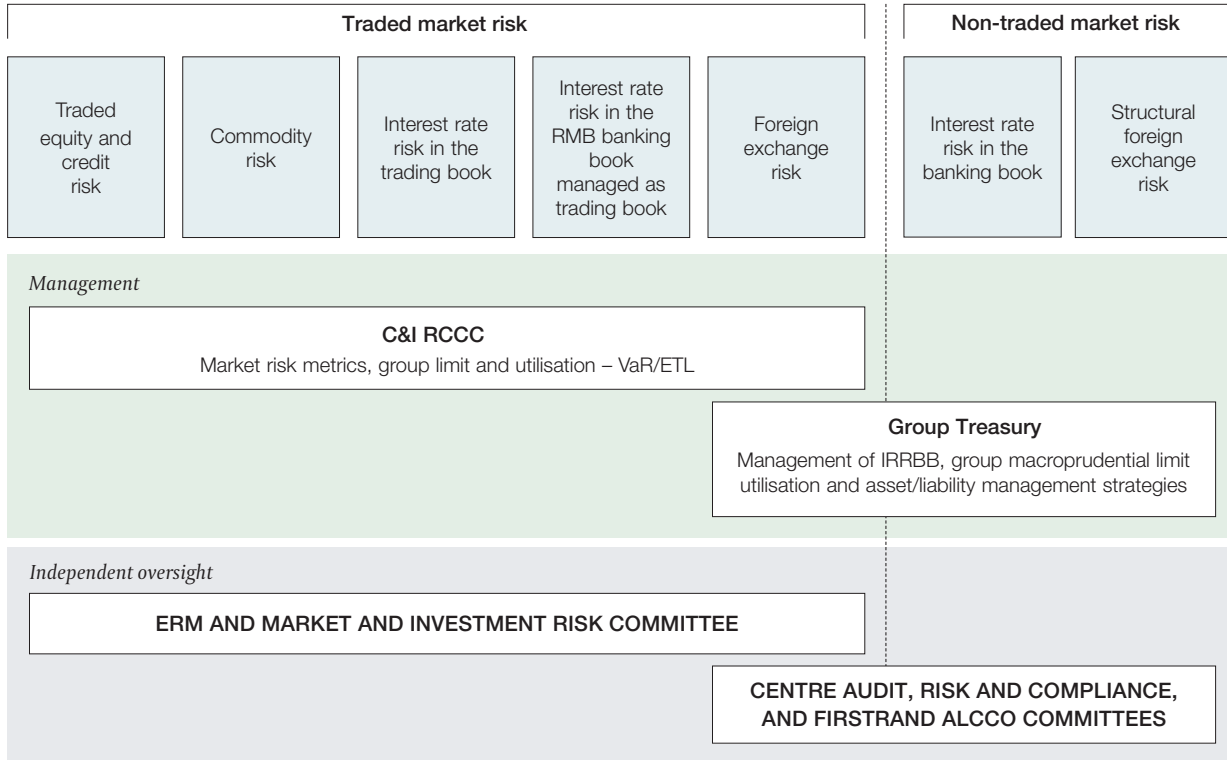 Traded market risk
Non-traded market risk
Traded
equity and
credit
risk
Commodity
risk
Interest rate
risk in the
trading book
Interest rate
risk in the
RMB banking
book
managed as
trading book
Foreign
exchange
risk
Interest rate
risk in the
banking book
Structural
foreign
exchange
risk
Management
C&I RCCC
Market risk metrics, group limit and utilisation – VaR/ETL
Group Treasury
Management of IRRBB, group macroprudential limit
utilisation and asset/liability management strategies
Independent oversight
ERM AND MARKET AND INVESTMENT RISK COMMITTEE
CENTRE AUDIT, RISK AND COMPLIANCE,
AND FIRSTRAND ALCCO COMMITTEES